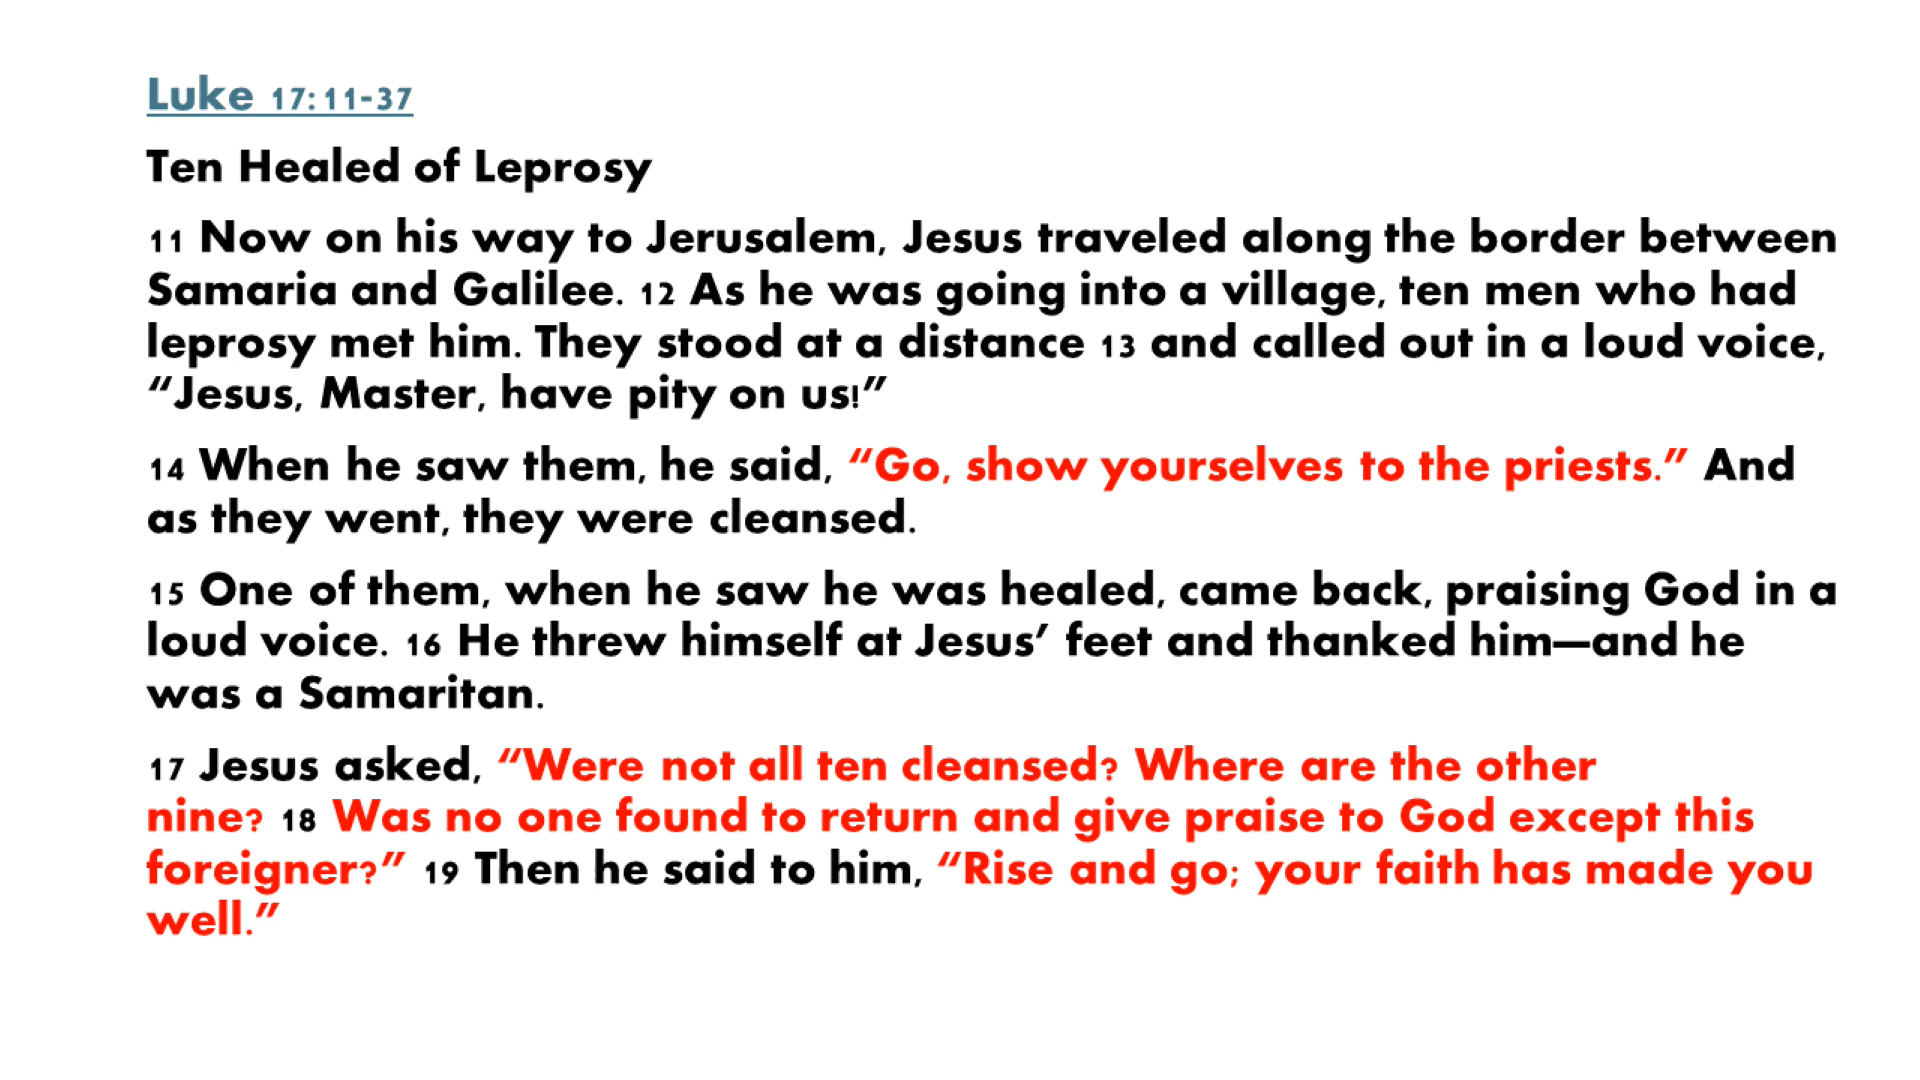 Luke 17:11-37
Ten Healed of Leprosy
11 Now on his way to Jerusalem, Jesus traveled along the border between
Samaria and Galilee. 12 As he was going into a village, ten men who had
leprosy met him. They stood at a distance 13 and called out in a loud voice,
“Jesus, Master, have pity on us!”
14 When he saw them, he said, “Go, show yourselves to the priests.” And
as they went, they were cleansed.
15 One of them, when he saw he was healed, came back, praising God in a
loud voice. 16 He threw himself at Jesus’ feet and thanked him—and he
was a Samaritan.
17 Jesus asked, “Were not all ten cleansed? Where are the other
nine? 18 Was no one found to return and give praise to God except this
foreigner?” 19 Then he said to him, “Rise and go; your faith has made you
well.”